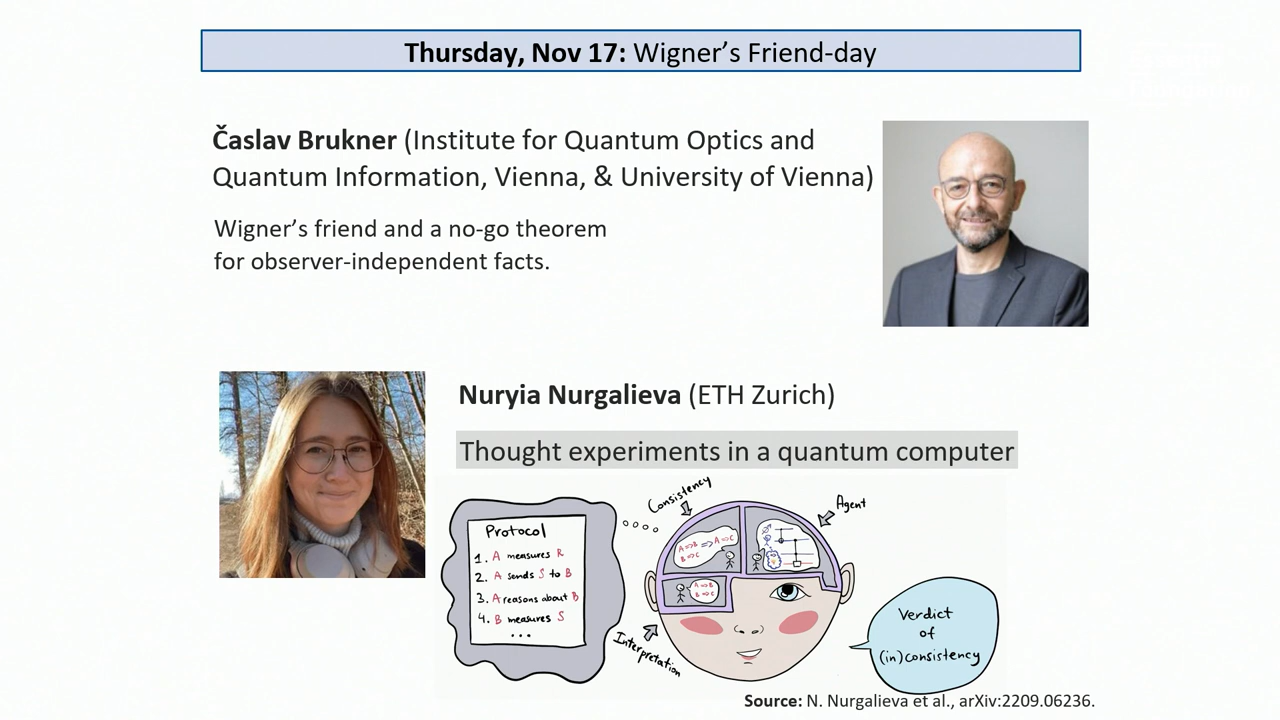 Thursday, Nov 17: Wigner’s Friend-day
Časlav Brukner (Institute for Quantum Optics and
Quantum Information, Vienna, & University of Vienna)
Wigner’s friend and a no-go theorem
for observer-independent facts.
Nuryia Nurgalieva (ETH Zurich)
Thought experiments in a quantum computer
Protocol
1. A measures R
2. A sends S to B
3. A reasons about B
4. B measures S
...
Consistency
Agent
A=>B => A=>C
B=>C
A=>B
B=>C
Interpretation
Verdict
of
(in)consistency
Source: N. Nurgalieva et al., arXiv:2209.06236.